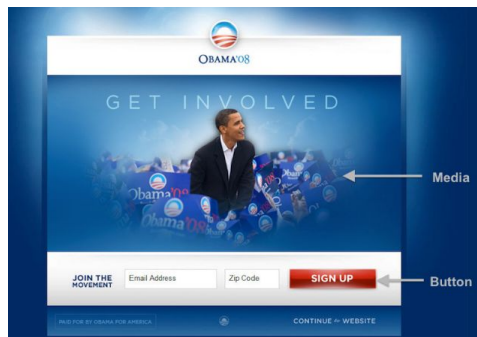 OBAMA'08
GET INVOLVED
Obama'08
Obama'08
Media
JOIN THE
MOVEMENT
Email Address
Zip Code
SIGN UP
Button
PAID FOR BY OBAMA FOR AMERICA
CONTINUE to WEBSITE